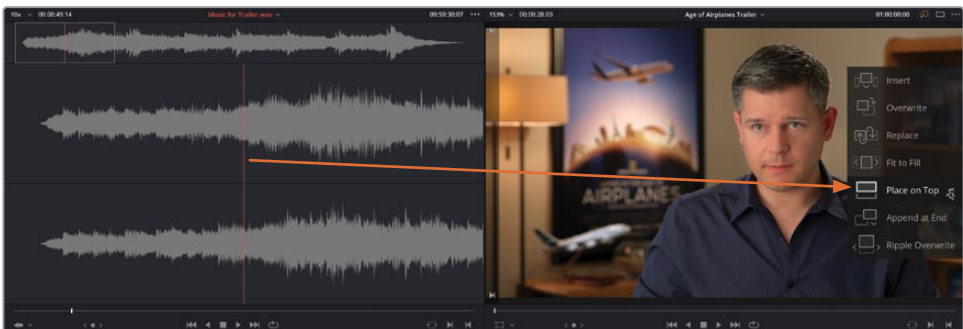 10x 00:00:49:14 Music for Trailer.wav 09:59:30:07 153% 00:00:28:03 Age of Airplanes Trailer 01:00:00:00
Insert
Overwrite
Replace
Fit to Fill
Place on Top
Append at End
Ripple Overwrite
AIRPLANES